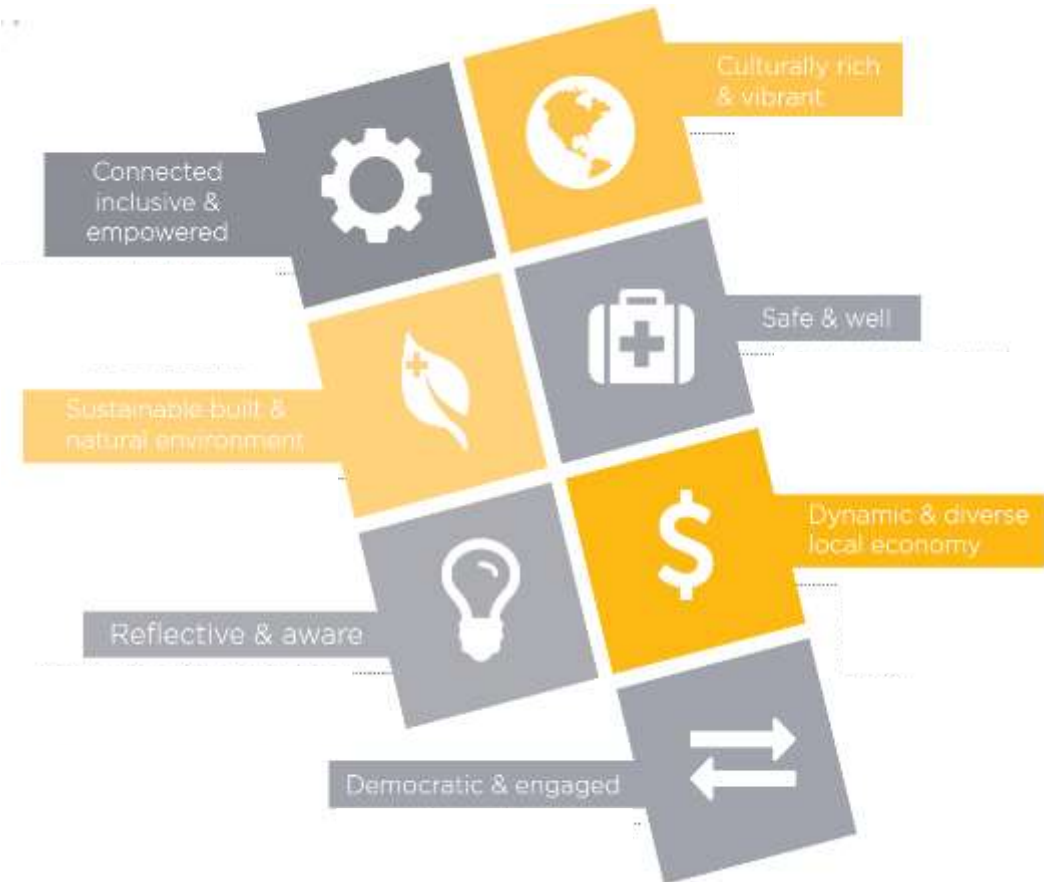 Culturally rich
& vibrant
Connected
inclusive &
empowered
Safe & well
Sustainable built &
natural environment
Dynamic & diverse
local economy
Reflective & aware
Democratic & engaged
$